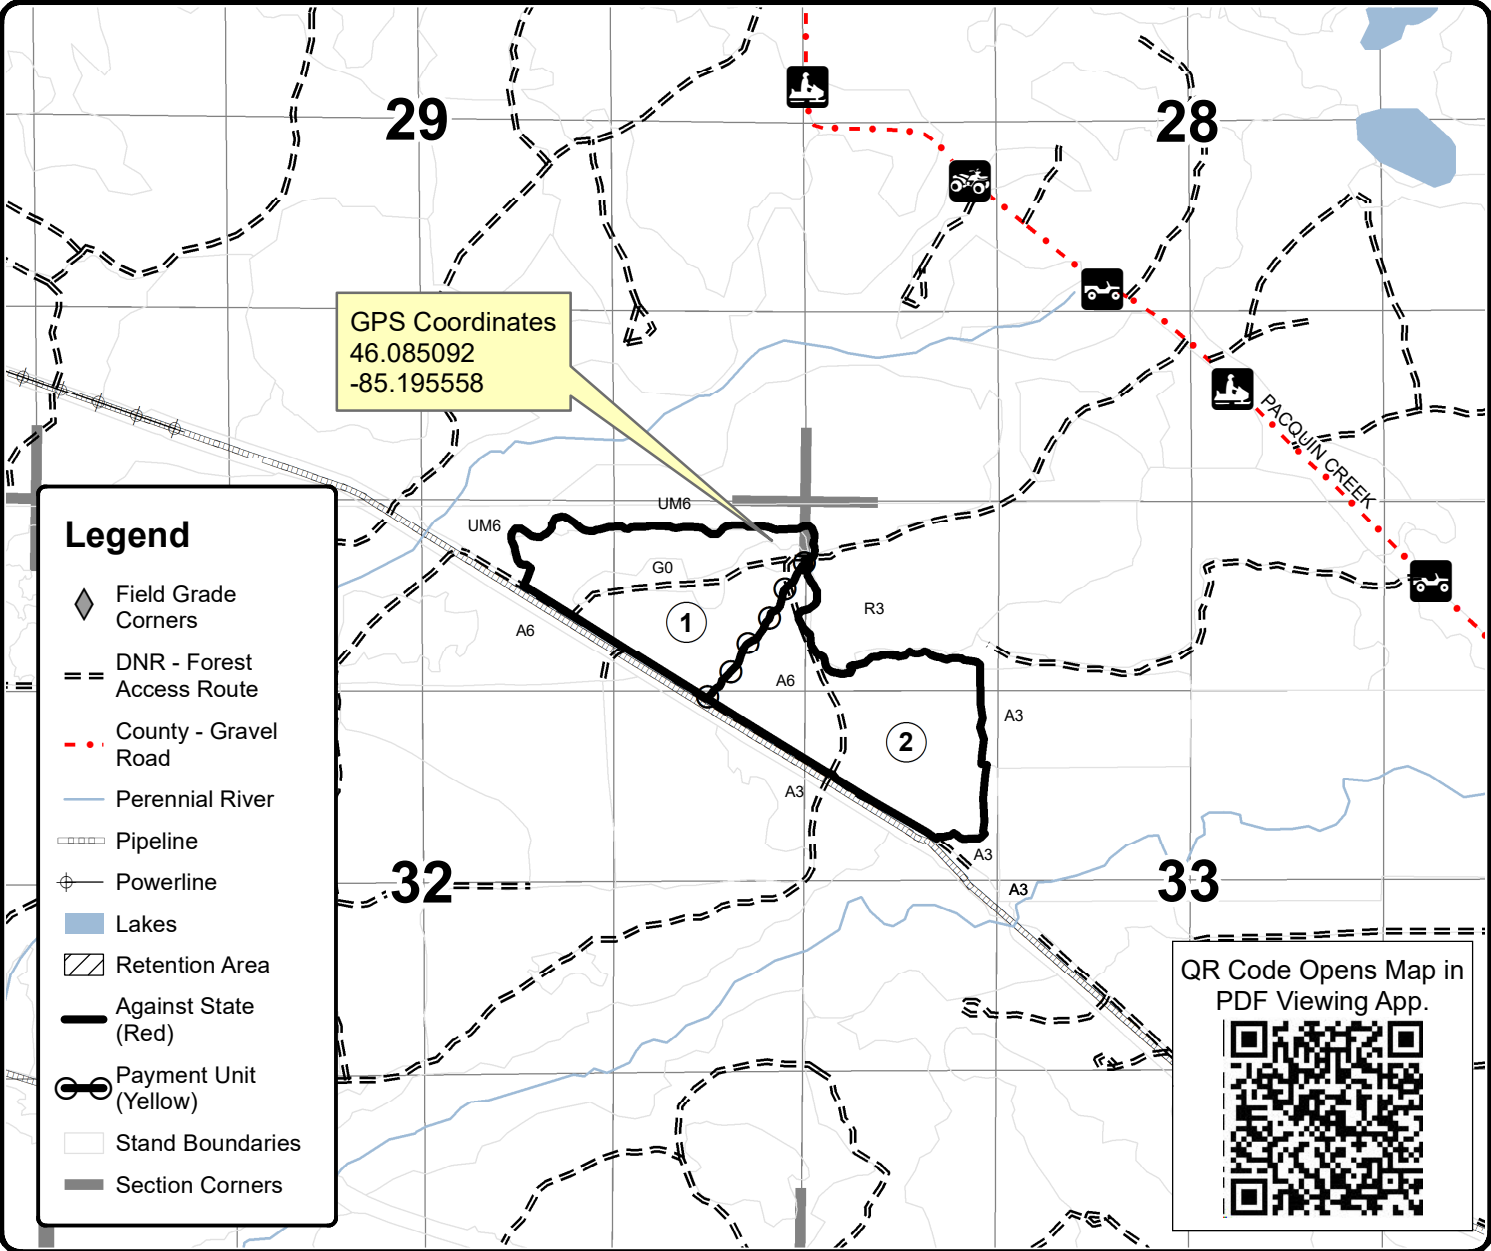 29
28
GPS Coordinates
46.085092
-85.195558
PACQUIN CREEK
UM6
UM6
G0
A6
1
R3
A6
A3
2
A3
A3
A3
32
33
Legend
Field Grade
Corners
DNR - Forest
Access Route
County - Gravel
Road
Perennial River
Pipeline
Powerline
Lakes
Retention Area
Against State
(Red)
Payment Unit
(Yellow)
Stand Boundaries
Section Corners
QR Code Opens Map in
PDF Viewing App.